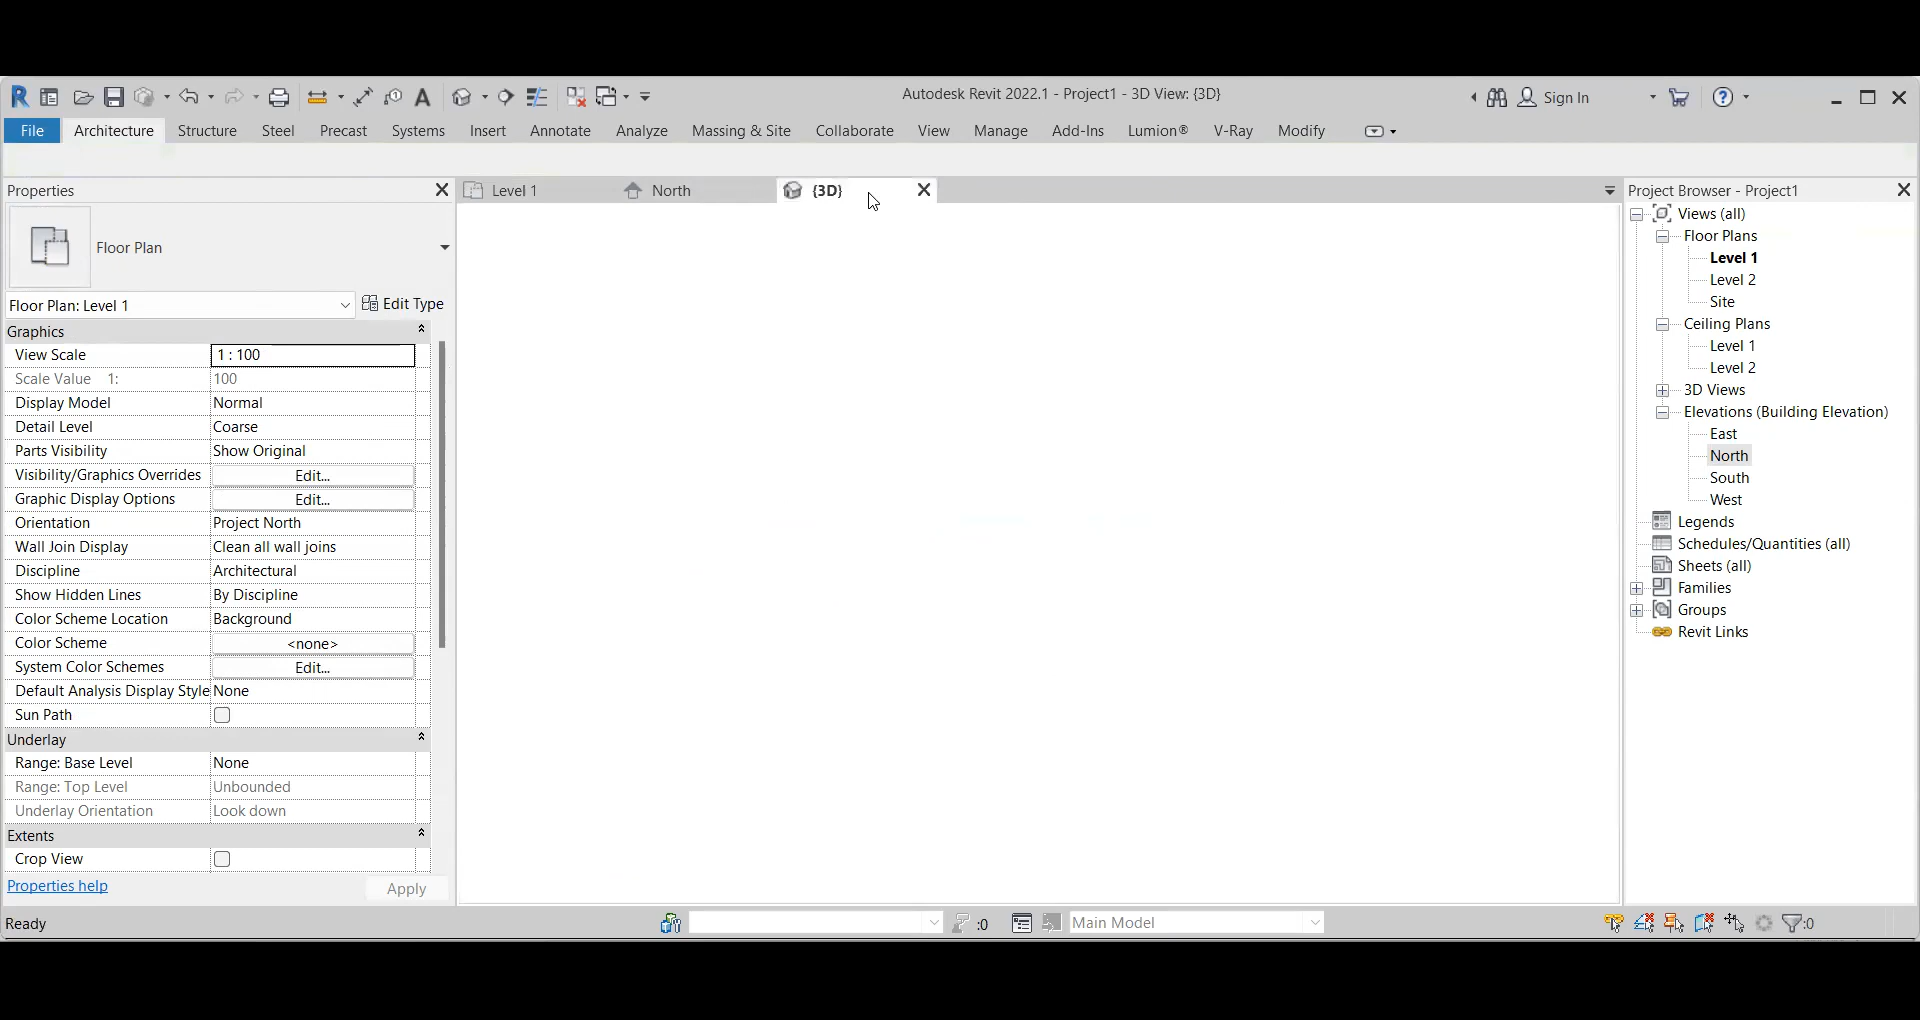 Autodesk Revit 2022.1 - Project1 - 3D View: {3D}
Sign In
File Architecture Structure Steel Precast Systems Insert Annotate Analyze Massing & Site Collaborate View Manage Add-Ins Lumion® V-Ray Modify
Properties
Level 1
North
{3D}
Floor Plan
Floor Plan: Level 1
Edit Type
Graphics
View Scale 1 : 100
Scale Value 1: 100
Display Model Normal
Detail Level Coarse
Parts Visibility Show Original
Visibility/Graphics Overrides Edit...
Graphic Display Options Edit...
Orientation Project North
Wall Join Display Clean all wall joins
Discipline Architectural
Show Hidden Lines By Discipline
Color Scheme Location Background
Color Scheme <none>
System Color Schemes Edit...
Default Analysis Display Style None
Sun Path
Underlay
Range: Base Level None
Range: Top Level Unbounded
Underlay Orientation Look down
Extents
Crop View
Properties help
Apply
Project Browser - Project1
Views (all)
Floor Plans
Level 1
Level 2
Site
Ceiling Plans
Level 1
Level 2
3D Views
Elevations (Building Elevation)
East
North
South
West
Legends
Schedules/Quantities (all)
Sheets (all)
Families
Groups
Revit Links
Ready
:0
Main Model
:0